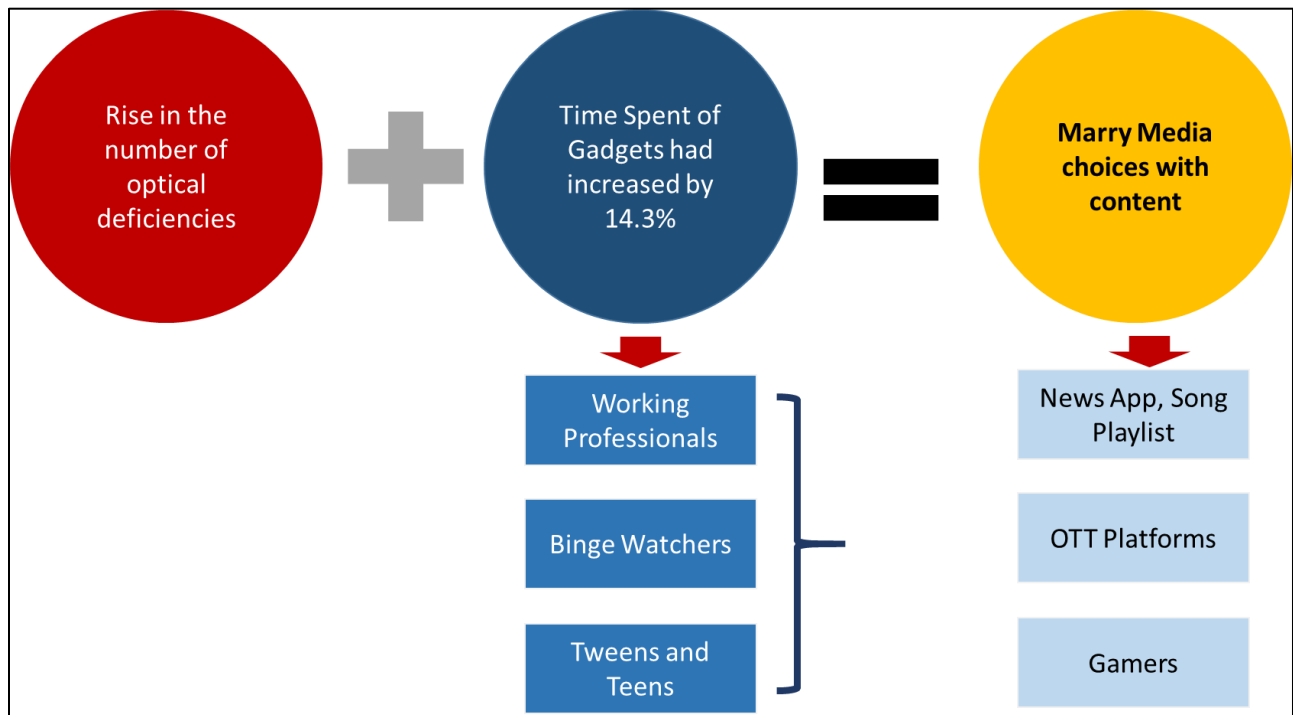 Rise in the
number of
optical
deficiencies
Time Spent of
Gadgets had
increased by
14.3%
Marry Media
choices with
content
Working
Professionals
Binge Watchers
Tweens and
Teens
News App, Song
Playlist
OTT Platforms
Gamers